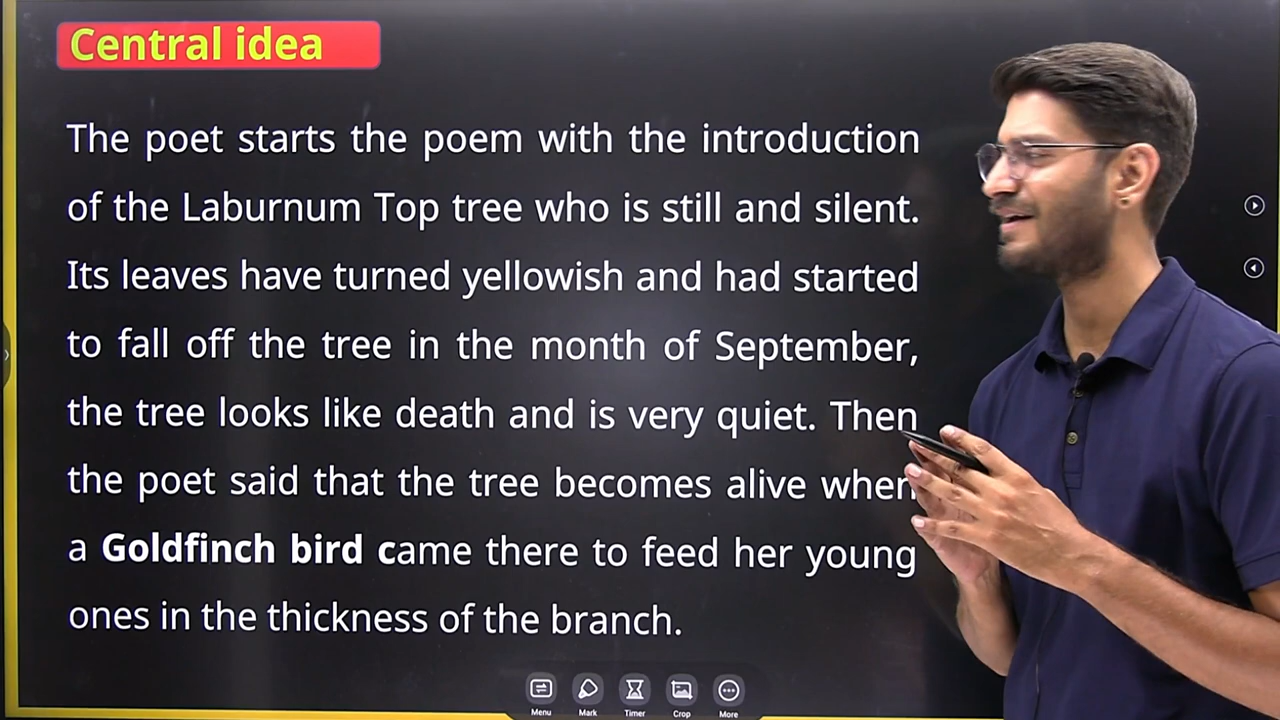 Central idea
The poet starts the poem with the introduction
of the Laburnum Top tree who is still and silent.
Its leaves have turned yellowish and had started
to fall off the tree in the month of September,
the tree looks like death and is very quiet. Then
the poet said that the tree becomes alive when
a Goldfinch bird came there to feed her young
ones in the thickness of the branch.
Menu
Mark
Timer
Crop
More